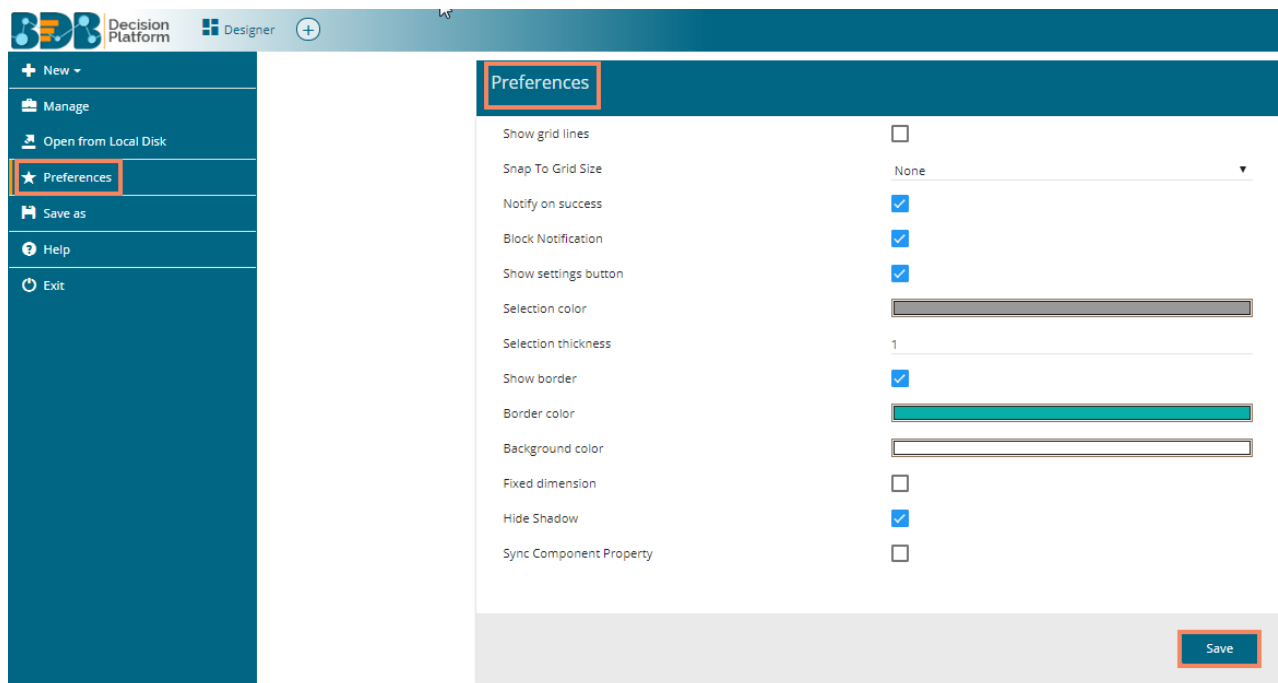 BDB Decision Platform
Designer
New
Manage
Open from Local Disk
Preferences
Save as
Help
Exit
Preferences
Show grid lines
Snap To Grid Size None
Notify on success
Block Notification
Show settings button
Selection color
Selection thickness 1
Show border
Border color
Background color
Fixed dimension
Hide Shadow
Sync Component Property
Save